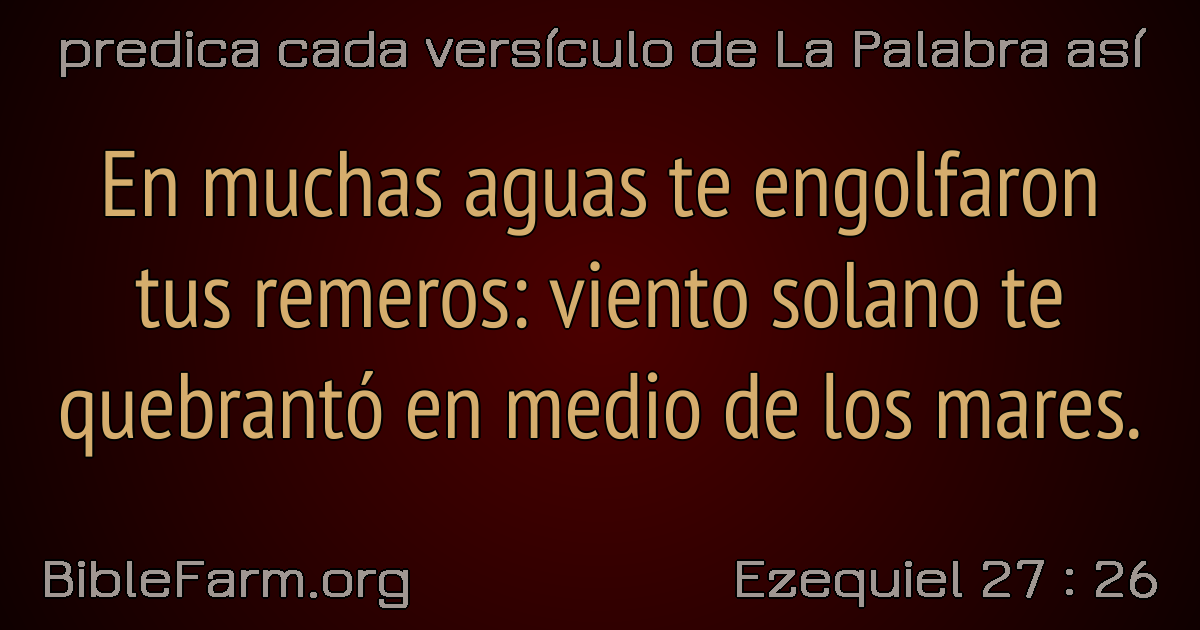 predica cada versículo de La Palabra así
En muchas aguas te engolfaron
tus remeros: viento solano te
quebrantó en medio de los mares.
BibleFarm.org
Ezequiel 27 : 26